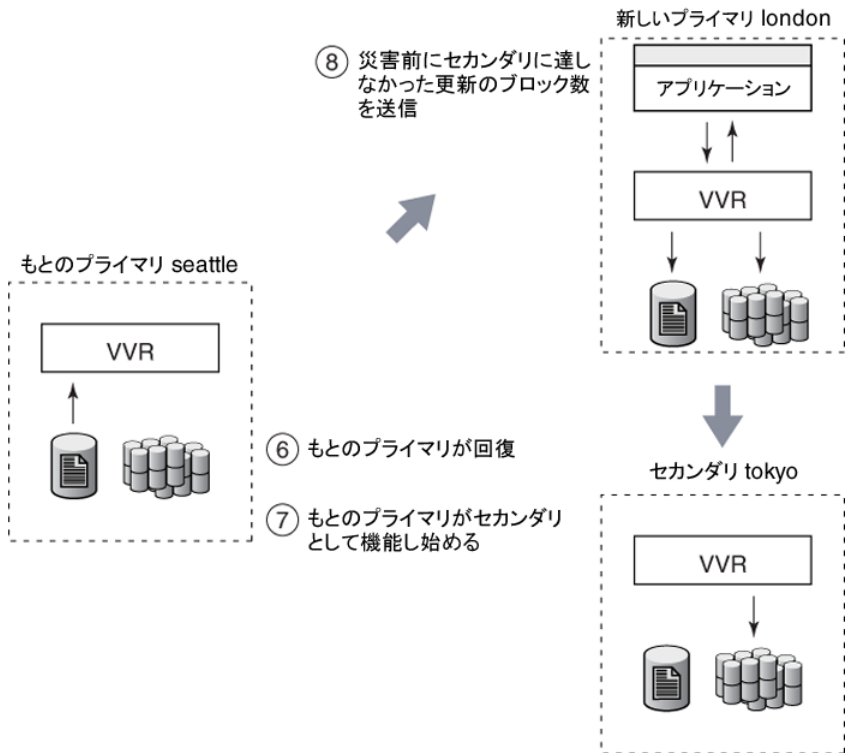 新しいプライマリ london
⑧ 災害前にセカンダリに達し
なかった更新のブロック数
を送信
アプリケーション
VVR
もとのプライマリ seattle
VVR
⑥ もとのプライマリが回復
⑦ もとのプライマリがセカンダリ
として機能し始める
セカンダリ tokyo
VVR